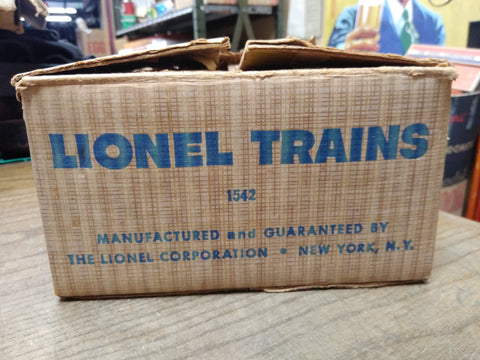 LIONEL TRAINS
1542
MANUFACTURED and GUARANTEED BY
THE LIONEL CORPORATION • NEW YORK, N.Y.